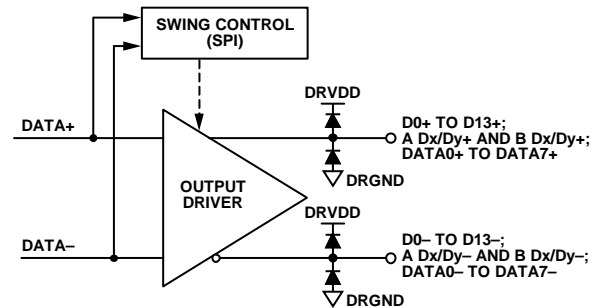 SWING CONTROL
(SPI)
DRVDD
D0+ TO D13+;
A Dx/Dy+ AND B Dx/Dy+;
DATA0+ TO DATA7+
DATA+
DRGND
OUTPUT
DRIVER
DRVDD
D0– TO D13–;
A Dx/Dy– AND B Dx/Dy–;
DATA0– TO DATA7–
DATA–
DRGND